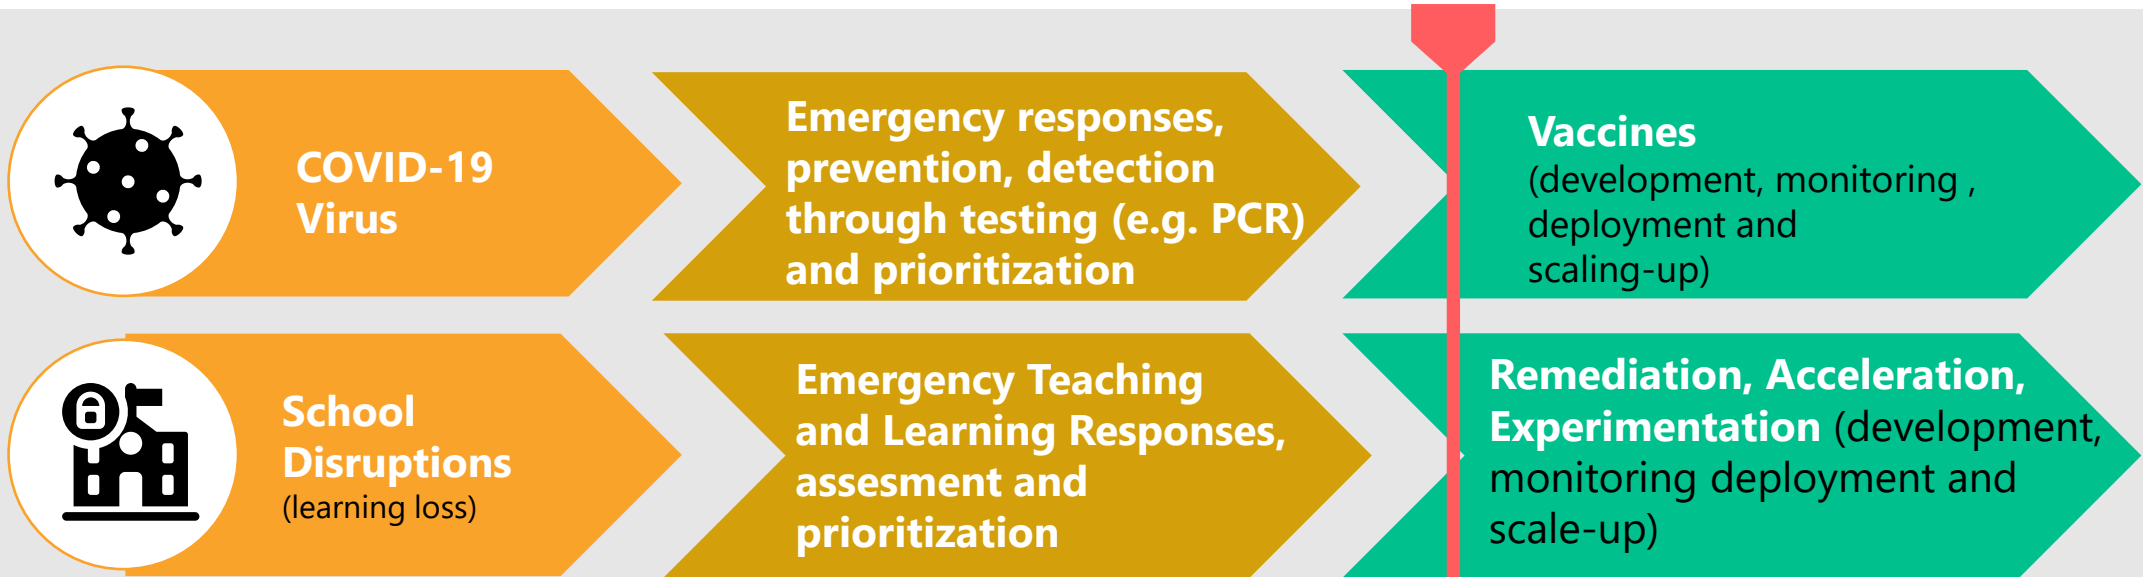 COVID-19
Virus
Emergency responses,
prevention, detection
through testing (e.g. PCR)
and prioritization
Vaccines
(development, monitoring ,
deployment and
scaling-up)
School
Disruptions
(learning loss)
Emergency Teaching
and Learning Responses,
assesment and
prioritization
Remediation, Acceleration,
Experimentation (development,
monitoring deployment and
scale-up)